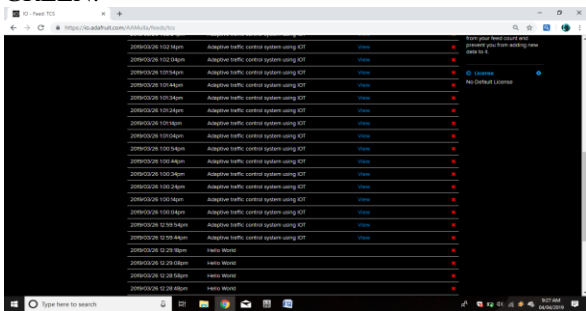 GREEN.
IO - Feed: TCS
https://io.adafruit.com/AAMulla/feeds/tcs
from your feed count and
prevent you from adding new
data to it.
License
No Default License
2019/03/26 1:02:14pm Adaptive traffic control system using IOT View
2019/03/26 1:02:04pm Adaptive traffic control system using IOT View
2019/03/26 1:01:54pm Adaptive traffic control system using IOT View
2019/03/26 1:01:44pm Adaptive traffic control system using IOT View
2019/03/26 1:01:34pm Adaptive traffic control system using IOT View
2019/03/26 1:01:24pm Adaptive traffic control system using IOT View
2019/03/26 1:01:14pm Adaptive traffic control system using IOT View
2019/03/26 1:01:04pm Adaptive traffic control system using IOT View
2019/03/26 1:00:54pm Adaptive traffic control system using IOT View
2019/03/26 1:00:44pm Adaptive traffic control system using IOT View
2019/03/26 1:00:34pm Adaptive traffic control system using IOT View
2019/03/26 1:00:24pm Adaptive traffic control system using IOT View
2019/03/26 1:00:14pm Adaptive traffic control system using IOT View
2019/03/26 1:00:04pm Adaptive traffic control system using IOT View
2019/03/26 12:59:54pm Adaptive traffic control system using IOT View
2019/03/26 12:59:44pm Adaptive traffic control system using IOT View
2019/03/26 12:29:18pm Hello World
2019/03/26 12:29:08pm Hello World
2019/03/26 12:28:58pm Hello World
2019/03/26 12:28:48pm Hello World
Type here to search
9:27 AM
04/04/2019